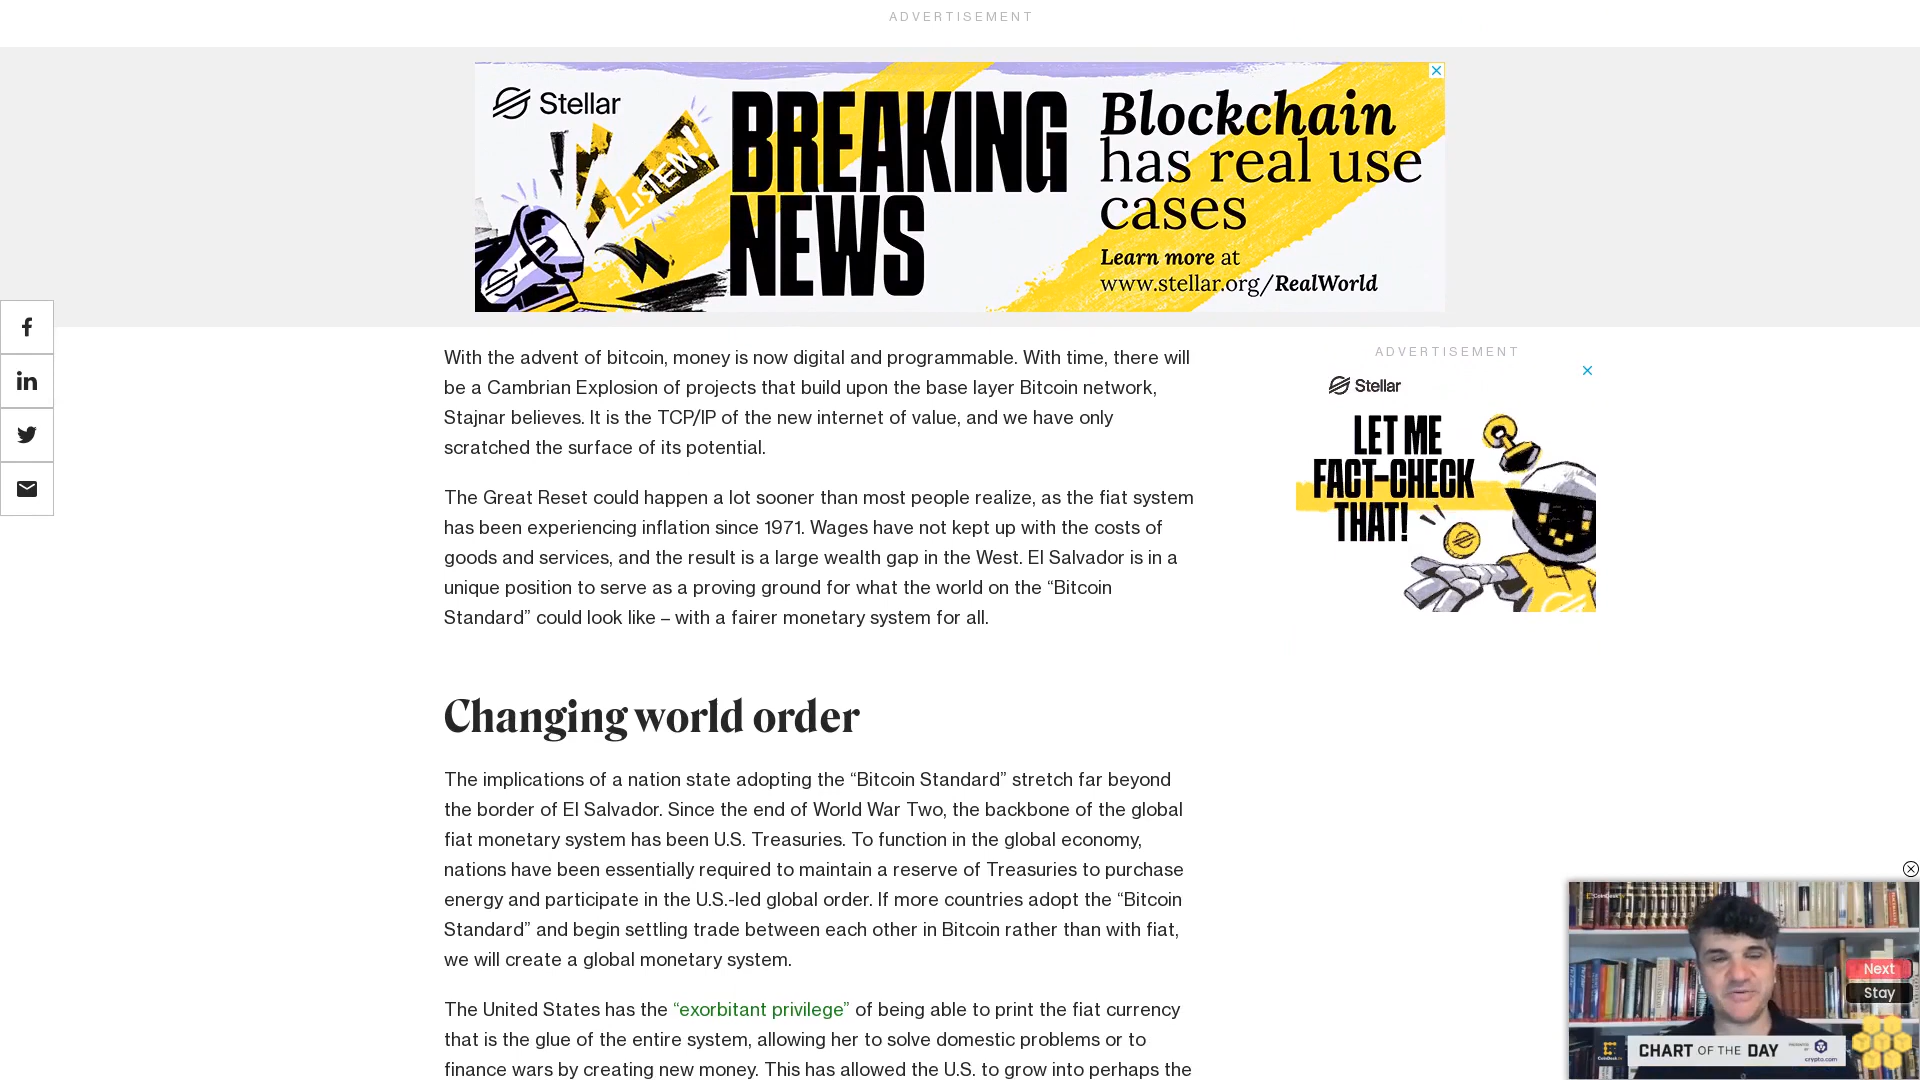 ADVERTISEMENT
Stellar
LISTEN!
BREAKING
NEWS
Blockchain
has real use
cases
Learn more at
www.stellar.org/RealWorld
With the advent of bitcoin, money is now digital and programmable. With time, there will
be a Cambrian Explosion of projects that build upon the base layer Bitcoin network,
Stajnar believes. It is the TCP/IP of the new internet of value, and we have only
scratched the surface of its potential.
The Great Reset could happen a lot sooner than most people realize, as the fiat system
has been experiencing inflation since 1971. Wages have not kept up with the costs of
goods and services, and the result is a large wealth gap in the West. El Salvador is in a
unique position to serve as a proving ground for what the world on the “Bitcoin
Standard” could look like – with a fairer monetary system for all.
ADVERTISEMENT
Stellar
LET ME
FACT-CHECK
THAT!
Changing world order
The implications of a nation state adopting the “Bitcoin Standard” stretch far beyond
the border of El Salvador. Since the end of World War Two, the backbone of the global
fiat monetary system has been U.S. Treasuries. To function in the global economy,
nations have been essentially required to maintain a reserve of Treasuries to purchase
energy and participate in the U.S.-led global order. If more countries adopt the “Bitcoin
Standard” and begin settling trade between each other in Bitcoin rather than with fiat,
we will create a global monetary system.
The United States has the “exorbitant privilege” of being able to print the fiat currency
that is the glue of the entire system, allowing her to solve domestic problems or to
finance wars by creating new money. This has allowed the U.S. to grow into perhaps the
Next
Stay
CHART OF THE DAY
crypto.com